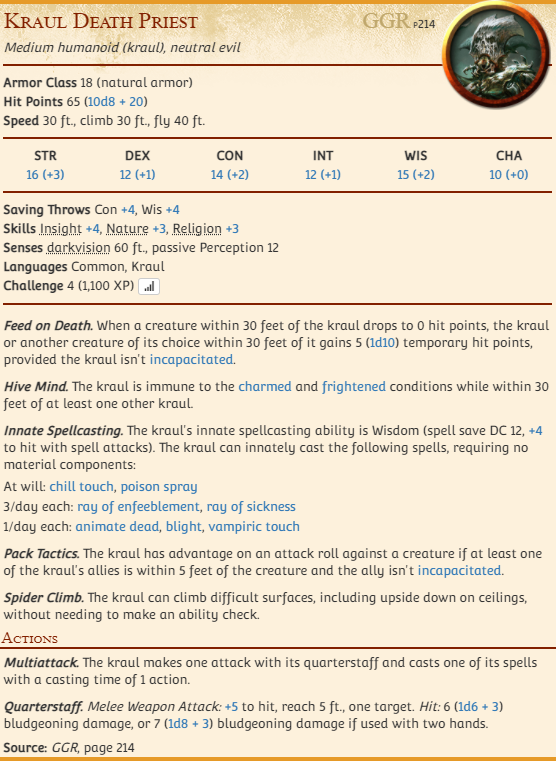 Kraul Death Priest GGR p214
Medium humanoid (kraul), neutral evil
Armor Class 18 (natural armor)
Hit Points 65 (10d8 + 20)
Speed 30 ft., climb 30 ft., fly 40 ft.
STR DEX CON INT WIS CHA
16 (+3) 12 (+1) 14 (+2) 12 (+1) 15 (+2) 10 (+0)
Saving Throws Con +4, Wis +4
Skills Insight +4, Nature +3, Religion +3
Senses darkvision 60 ft., passive Perception 12
Languages Common, Kraul
Challenge 4 (1,100 XP)
Feed on Death. When a creature within 30 feet of the kraul drops to 0 hit points, the kraul
or another creature of its choice within 30 feet of it gains 5 (1d10) temporary hit points,
provided the kraul isn't incapacitated.
Hive Mind. The kraul is immune to the charmed and frightened conditions while within 30
feet of at least one other kraul.
Innate Spellcasting. The kraul's innate spellcasting ability is Wisdom (spell save DC 12, +4
to hit with spell attacks). The kraul can innately cast the following spells, requiring no
material components:
At will: chill touch, poison spray
3/day each: ray of enfeeblement, ray of sickness
1/day each: animate dead, blight, vampiric touch
Pack Tactics. The kraul has advantage on an attack roll against a creature if at least one
of the kraul's allies is within 5 feet of the creature and the ally isn't incapacitated.
Spider Climb. The kraul can climb difficult surfaces, including upside down on ceilings,
without needing to make an ability check.
Actions
Multiattack. The kraul makes one attack with its quarterstaff and casts one of its spells
with a casting time of 1 action.
Quarterstaff. Melee Weapon Attack: +5 to hit, reach 5 ft., one target. Hit: 6 (1d6 + 3)
bludgeoning damage, or 7 (1d8 + 3) bludgeoning damage if used with two hands.
Source: GGR, page 214